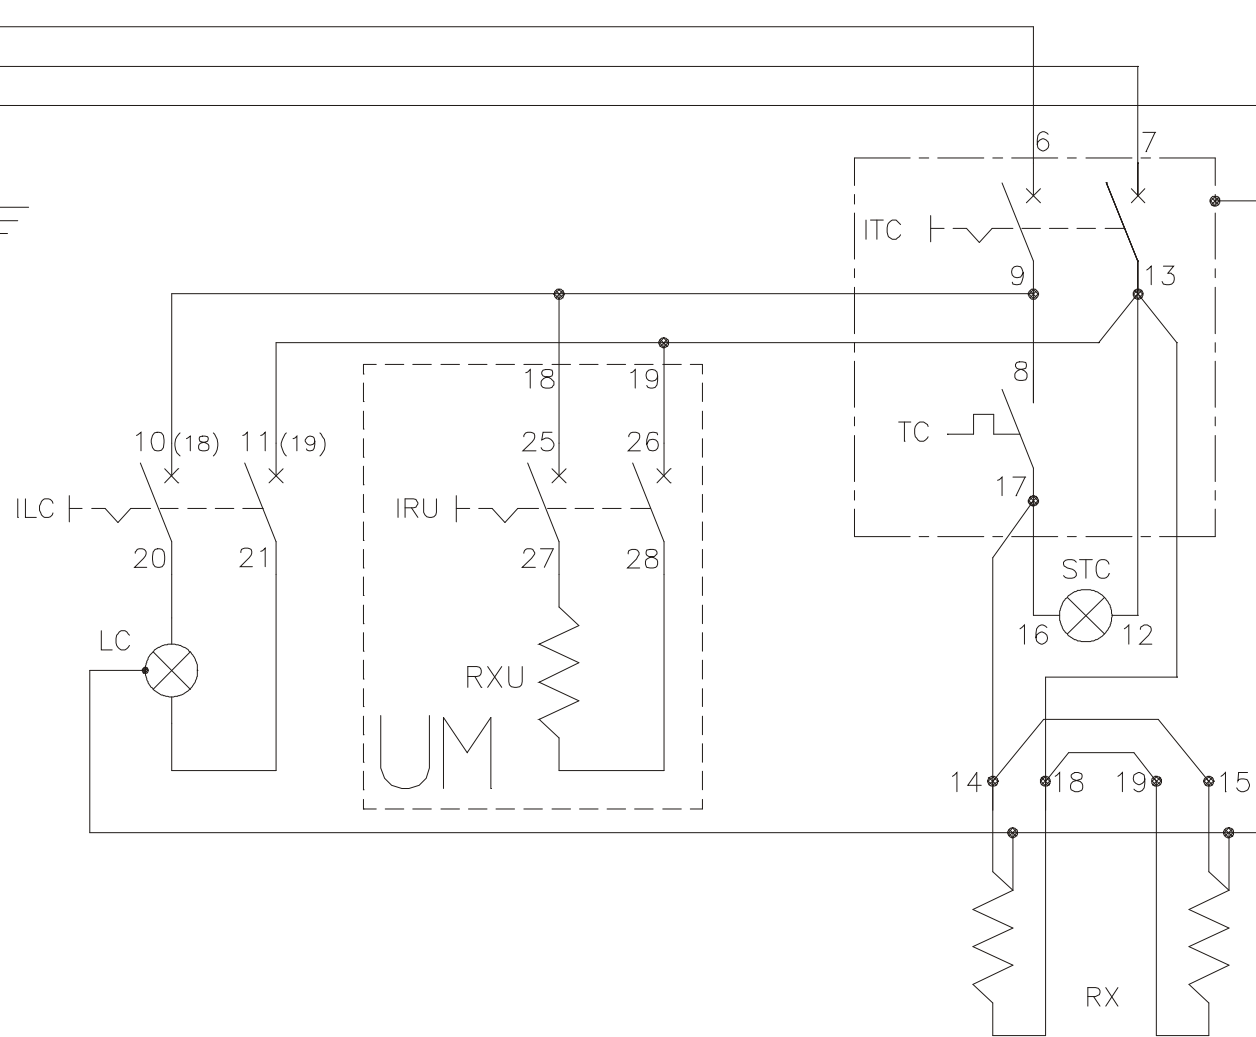 6 7
ITC
9 13
18 19 8
10(18) 11(19) 25 26 TC
17
ILC IRU
20 21 27 28
STC
LC 16 12
RXU
UM
14 18 19 15
RX